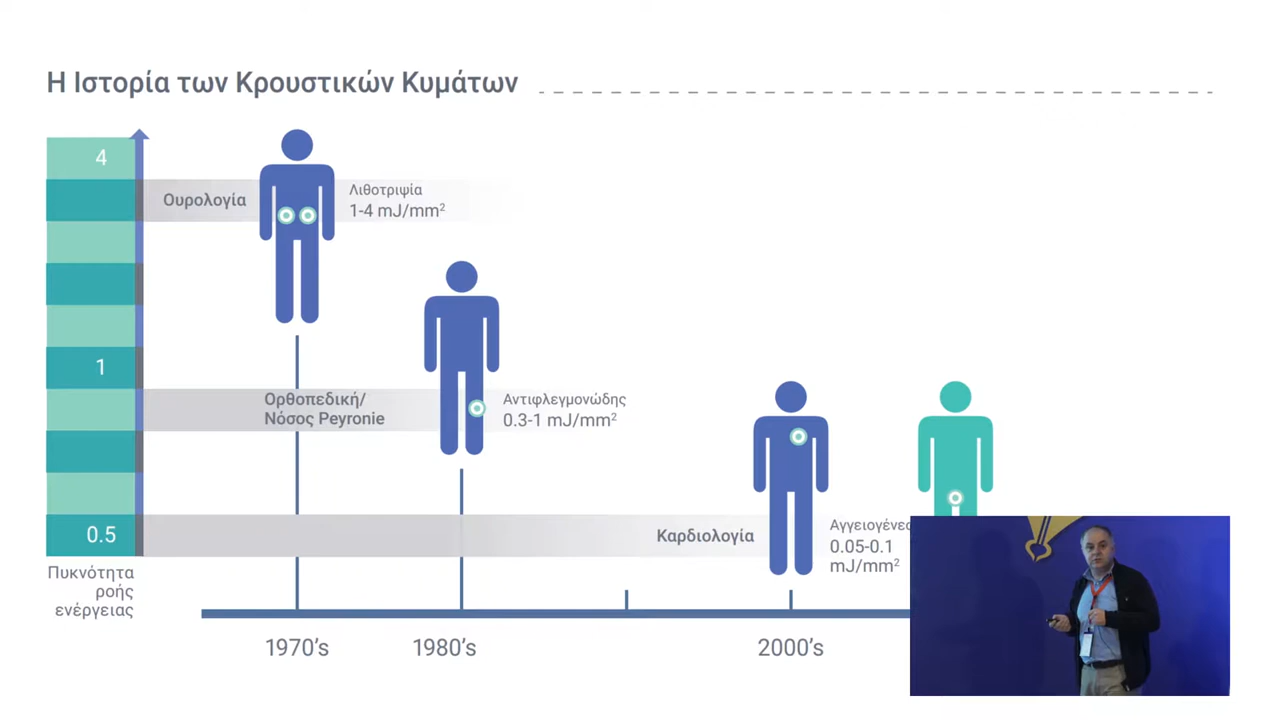 Η Ιστορία των Κρουστικών Κυμάτων
4
Ουρολογία
Λιθοτριψία
1-4 mJ/mm²
1
Ορθοπεδική/
Νόσος Peyronie
Αντιφλεγμονώδης
0.3-1 mJ/mm²
0.5
Καρδιολογία
0.05-0.1
mJ/mm²
Πυκνότητα
ροής
ενέργειας
1970's
1980's
2000's